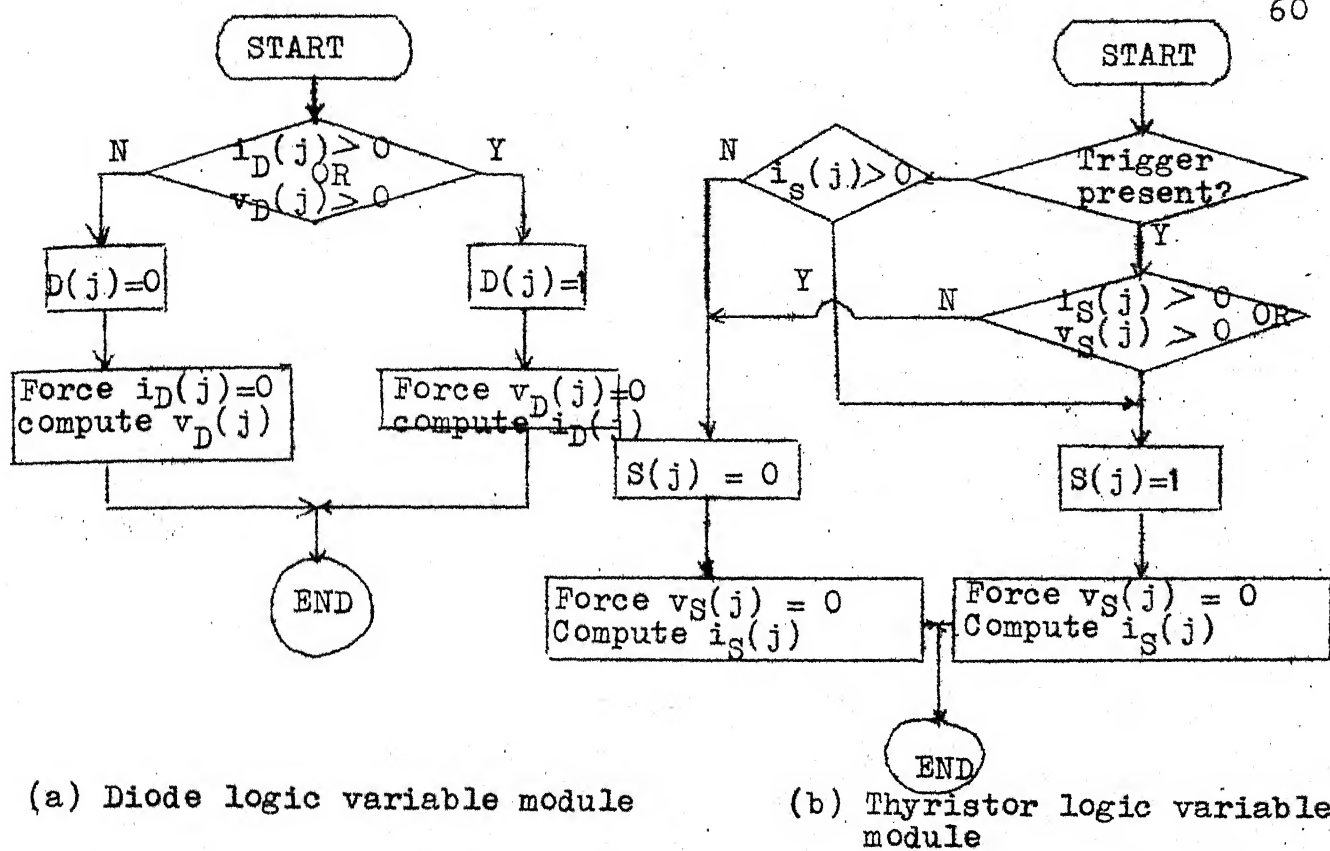 60
START
N
Y
i_D(j) > 0
OR
v_D(j) > 0
D(j)=0
D(j)=1
Force i_D(j)=0
compute v_D(j)
Force v_D(j)=0
compute i_D(j)
END
(a) Diode logic variable module
START
Trigger
present?
N
i_s(j)>0
Y
Y
N
i_S(j) > 0 OR
v_S(j) > 0
S(j) = 0
S(j)=1
Force v_S(j) = 0
Compute i_S(j)
Force v_S(j) = 0
Compute i_S(j)
END
(b) Thyristor logic variable
module